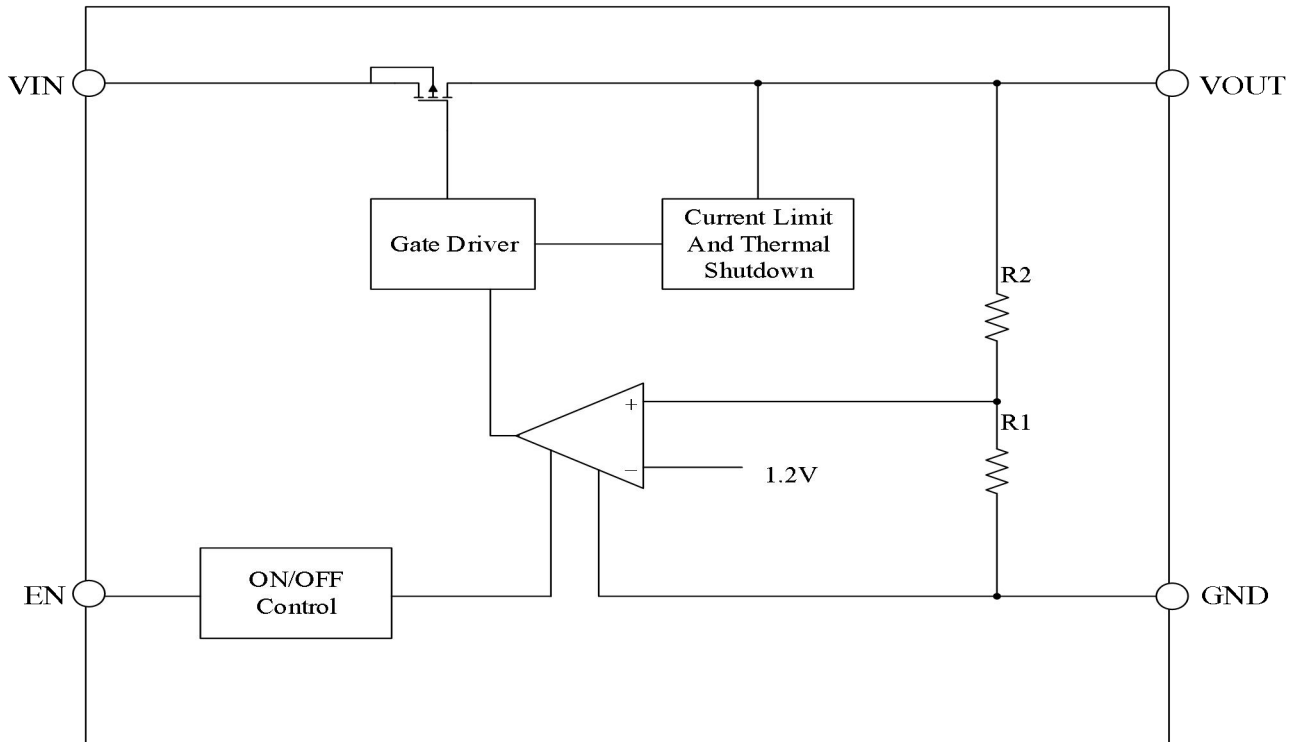 VIN
VOUT
Gate Driver
Current Limit
And Thermal
Shutdown
R2
+
R1
−
1.2V
EN
ON/OFF
Control
GND